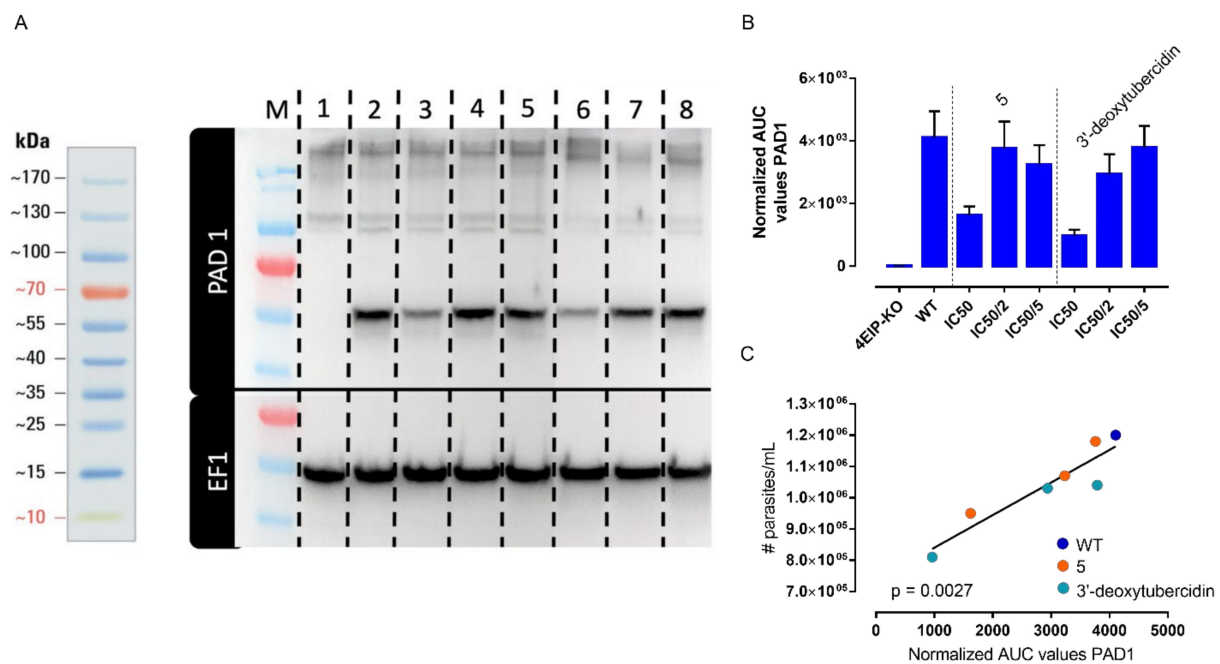 A
kDa
~170
~130
~100
~70
~55
~40
~35
~25
~15
~10
M 1 2 3 4 5 6 7 8
PAD 1
EF1
B
Normalized AUC
values PAD1
6×10⁰³
4×10⁰³
2×10⁰³
0
5
3'-deoxytubercidin
4EIP-KO
WT
IC50
IC50/2
IC50/5
IC50
IC50/2
IC50/5
C
# parasites/mL
1.3×10⁰⁶
1.2×10⁰⁶
1.1×10⁰⁶
1.0×10⁰⁶
9.0×10⁰⁵
8.0×10⁰⁵
7.0×10⁰⁵
WT
5
3'-deoxytubercidin
p = 0.0027
0 1000 2000 3000 4000 5000
Normalized AUC values PAD1